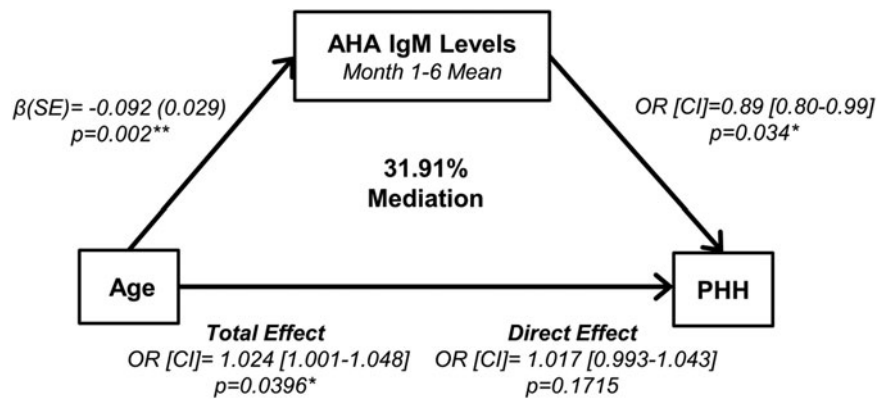 AHA IgM Levels
Month 1-6 Mean
β(SE)= -0.092 (0.029)
p=0.002**
OR [CI]=0.89 [0.80-0.99]
p=0.034*
31.91%
Mediation
Age
PHH
Total Effect
OR [CI]= 1.024 [1.001-1.048]
p=0.0396*
Direct Effect
OR [CI]= 1.017 [0.993-1.043]
p=0.1715